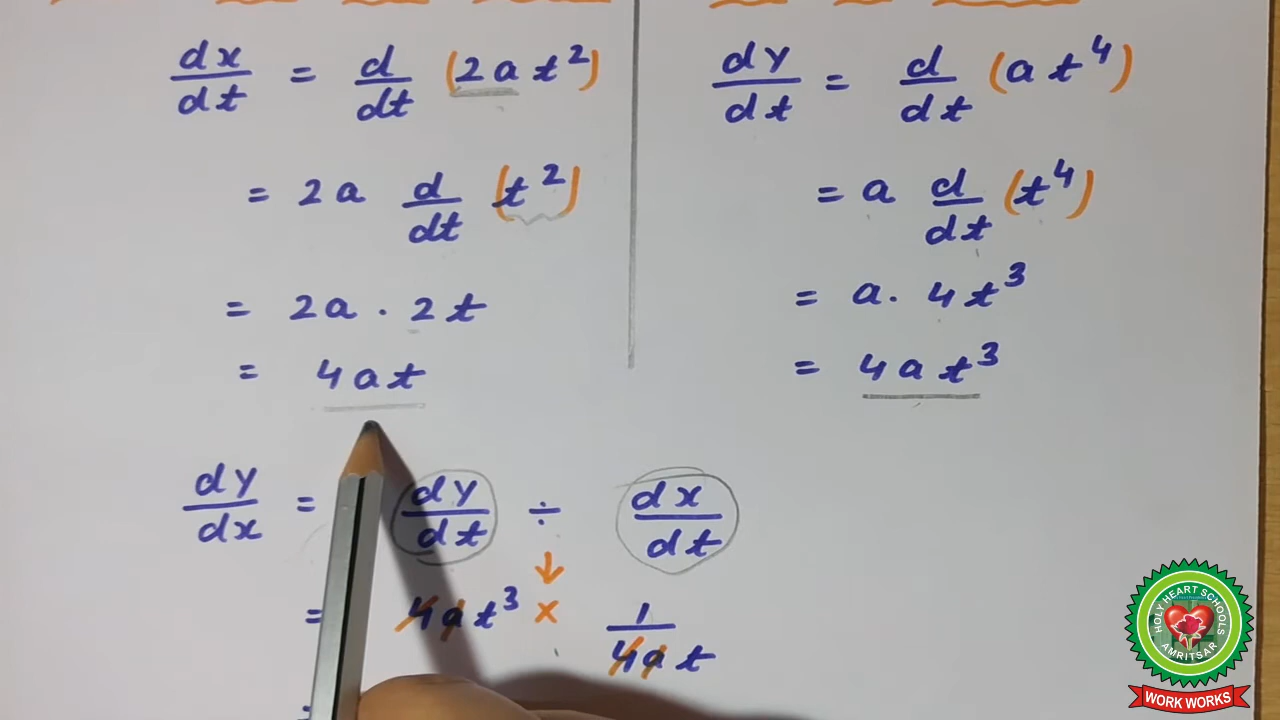 dx/dt = d/dt (2at²)
= 2a d/dt (t²)
= 2a . 2t
= 4at
dy/dt = d/dt (at⁴)
= a d/dt (t⁴)
= a. 4t³
= 4at³
dy/dx = dy/dt ÷ dx/dt
= 4at³ × 1/4at
=
HOLY HEART SCHOOLS
AMRITSAR
WORK WORKS